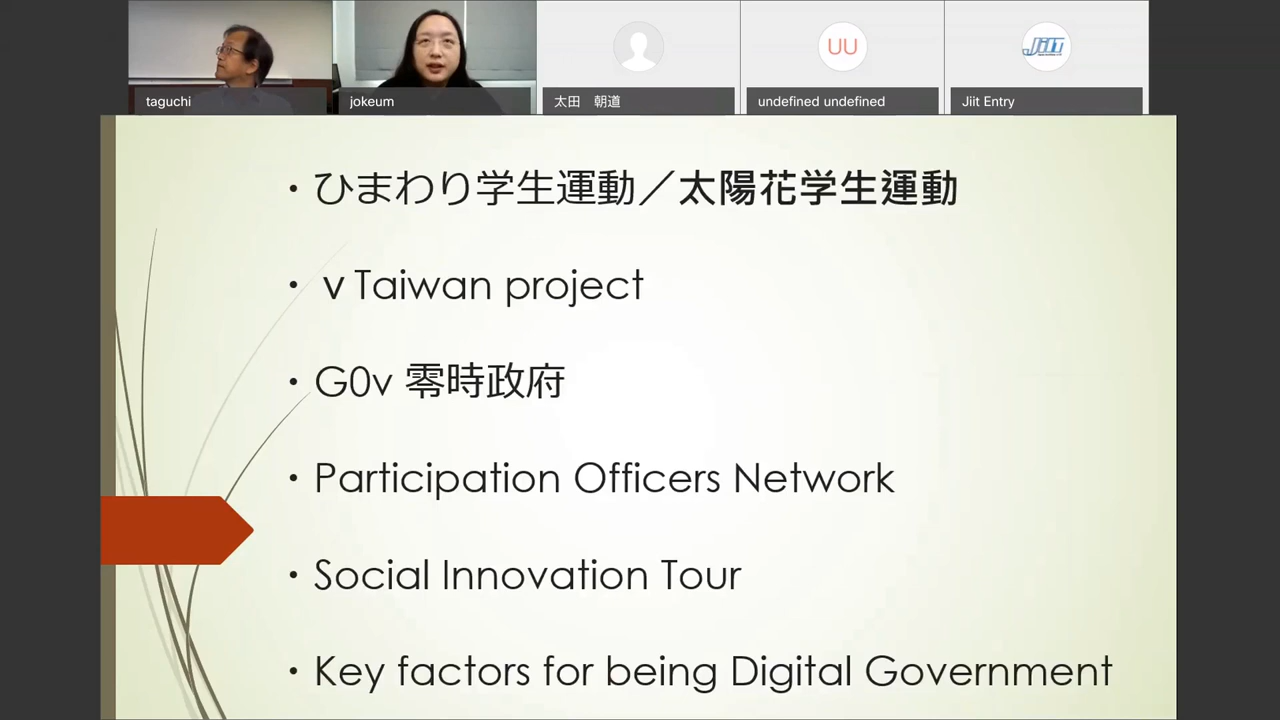 taguchi
jokeum
太田　朝道
undefined undefined
Jiit Entry
UU
JiiT
・ひまわり学生運動／太陽花学生運動
・ｖTaiwan project
・G0v 零時政府
・Participation Officers Network
・Social Innovation Tour
・Key factors for being Digital Government